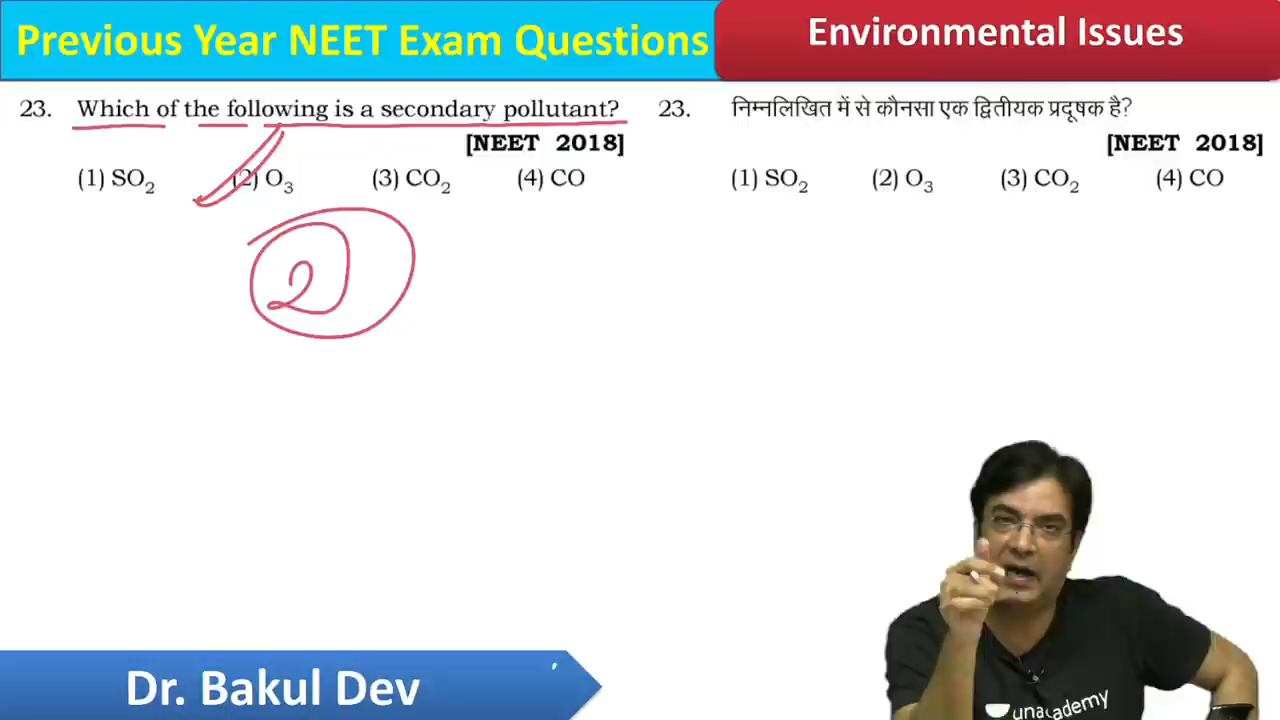 Previous Year NEET Exam Questions
Environmental Issues
23. Which of the following is a secondary pollutant?
[NEET 2018]
(1) SO₂ (2) O₃ (3) CO₂ (4) CO
2
23. निम्नलिखित में से कौनसा एक द्वितीयक प्रदूषक है?
[NEET 2018]
(1) SO₂ (2) O₃ (3) CO₂ (4) CO
Dr. Bakul Dev
unacademy